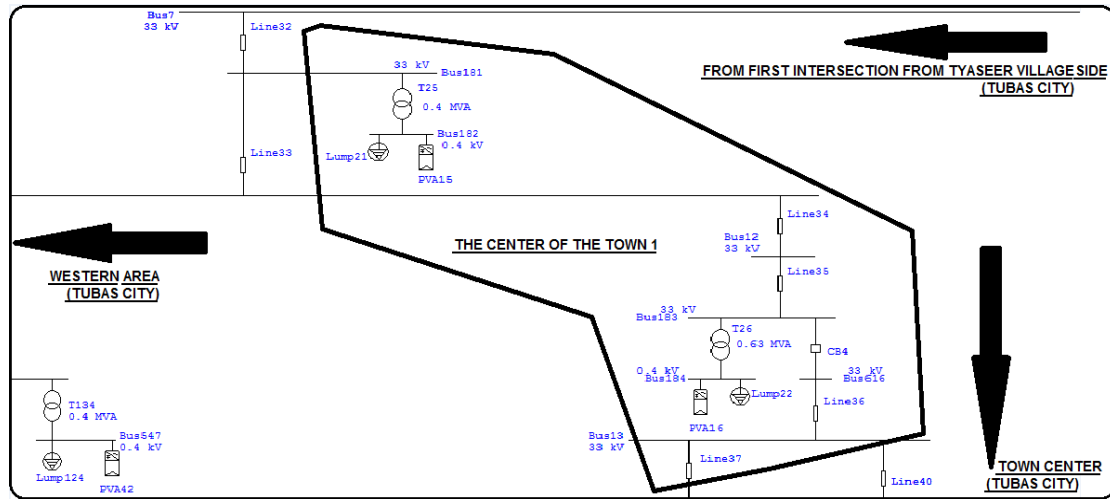 Bus7
33 kV
Line32
33 kV
Bus181
T25
0.4 MVA
Bus182
0.4 kV
Lump21
PVA15
Line33
FROM FIRST INTERSECTION FROM TYASEER VILLAGE SIDE
(TUBAS CITY)
Line34
Bus12
33 kV
Line35
THE CENTER OF THE TOWN 1
WESTERN AREA
(TUBAS CITY)
33 kV
Bus183
T26
0.63 MVA
CB4
0.4 kV
Bus184
33 kV
Bus616
Lump22
PVA16
Line36
T134
0.4 MVA
Bus547
0.4 kV
Lump124
PVA42
Bus13
33 kV
Line37
Line40
TOWN CENTER
(TUBAS CITY)